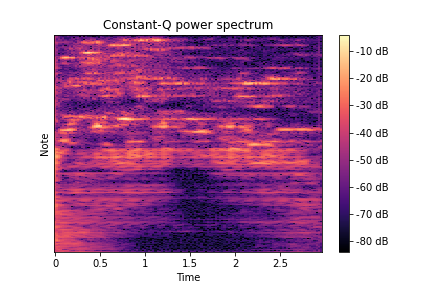 Constant-Q power spectrum
-10 dB
-20 dB
-30 dB
-40 dB
-50 dB
-60 dB
-70 dB
-80 dB
Note
0
0.5
1
1.5
2
2.5
Time